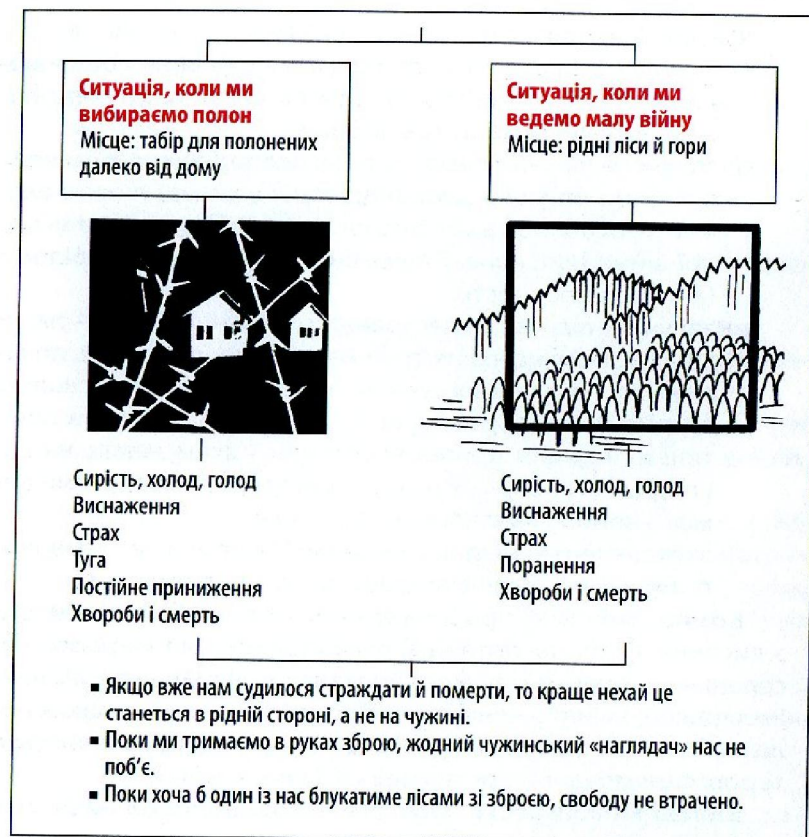 Ситуація, коли ми
вибираємо полон
Місце: табір для полонених
далеко від дому
Ситуація, коли ми
ведемо малу війну
Місце: рідні ліси й гори
Сирість, холод, голод
Виснаження
Страх
Туга
Постійне приниження
Хвороби і смерть
Сирість, холод, голод
Виснаження
Страх
Поранення
Хвороби і смерть
▪ Якщо вже нам судилося страждати й померти, то краще нехай це
станеться в рідній стороні, а не на чужині.
▪ Поки ми тримаємо в руках зброю, жодний чужинський «наглядач» нас не
поб’є.
▪ Поки хоча б один із нас блукатиме лісами зі зброєю, свободу не втрачено.